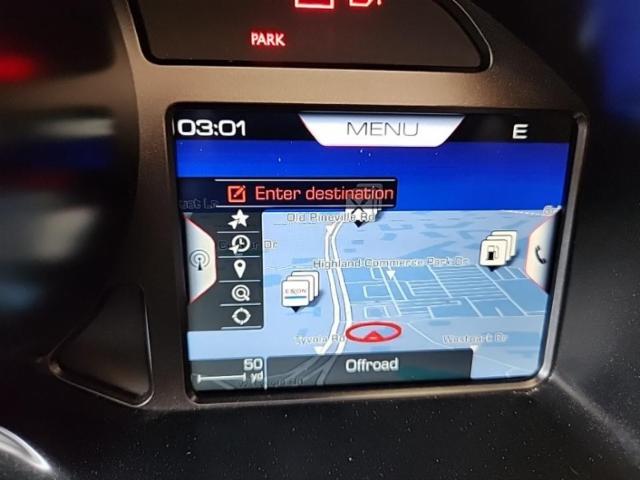 PARK
03:01
MENU
E
Enter destination
Old Pineville Rd
Highland Commerce Park Dr
EXXON
Tyvola Rd
Westpark Dr
50
yd
Offroad